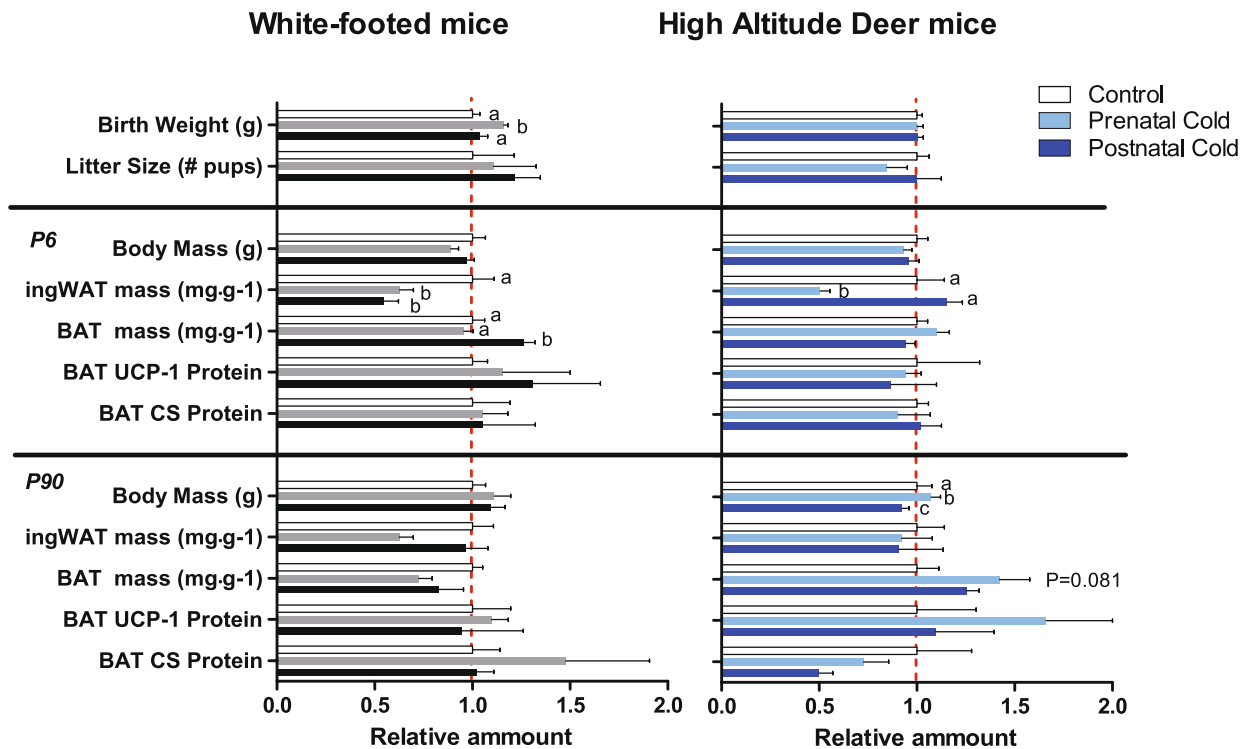 White-footed mice
High Altitude Deer mice
Control
Prenatal Cold
Postnatal Cold
Birth Weight (g)
a
b
a
Litter Size (# pups)
P6
Body Mass (g)
ingWAT mass (mg·g-1)
a
b
b
a
b
a
BAT mass (mg·g-1)
a
a
b
BAT UCP-1 Protein
BAT CS Protein
P90
Body Mass (g)
a
b
c
ingWAT mass (mg·g-1)
BAT mass (mg·g-1)
P=0.081
BAT UCP-1 Protein
BAT CS Protein
0.0 0.5 1.0 1.5 2.0
0.0 0.5 1.0 1.5 2.0
Relative ammount
Relative ammount